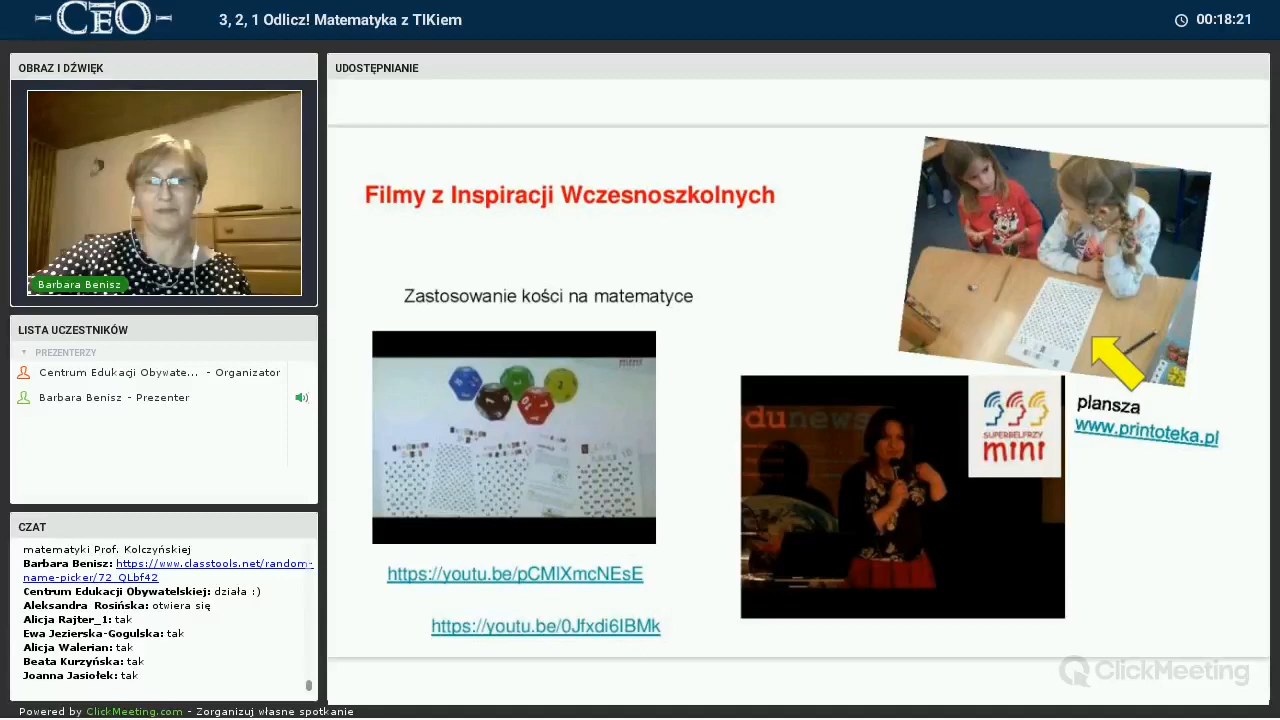 CEO
3, 2, 1 Odlicz! Matematyka z TIKiem
00:18:21
OBRAZ I DŹWIĘK
Barbara Benisz
LISTA UCZESTNIKÓW
PREZENTERZY
Centrum Edukacji Obywate... - Organizator
Barbara Benisz - Prezenter
CZAT
matematyki Prof. Kolczyńskiej
Barbara Benisz: https://www.classtools.net/random-
name-picker/72_QLbf42
Centrum Edukacji Obywatelskiej: działa :)
Aleksandra Rosińska: otwiera się
Alicja Rajter_1: tak
Ewa Jezierska-Gogulska: tak
Alicja Walerian: tak
Beata Kurzyńska: tak
Joanna Jasiołek: tak
UDOSTĘPNIANIE
Filmy z Inspiracji Wczesnoszkolnych
Zastosowanie kości na matematyce
mini
https://youtu.be/pCMlXmcNEsE
https://youtu.be/0Jfxdi6IBMk
edunews
SUPERBELFRZY
mini
plansza
www.printoteka.pl
ClickMeeting
Powered by ClickMeeting.com - Zorganizuj własne spotkanie